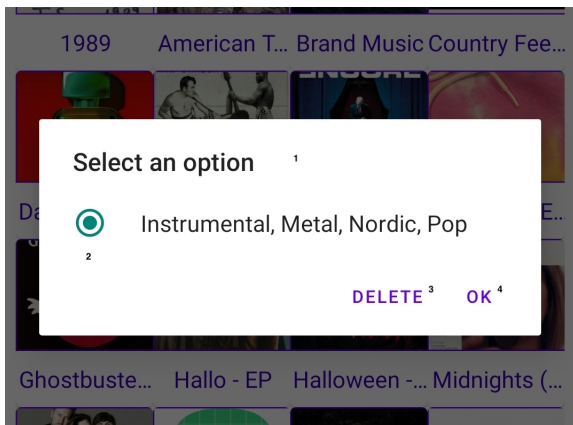 1989
American T...
Brand Music
Country Fee...
Select an option
1
Instrumental, Metal, Nordic, Pop
2
DELETE
3
OK
4
Ghostbuste...
Hallo - EP
Halloween -...
Midnights (...